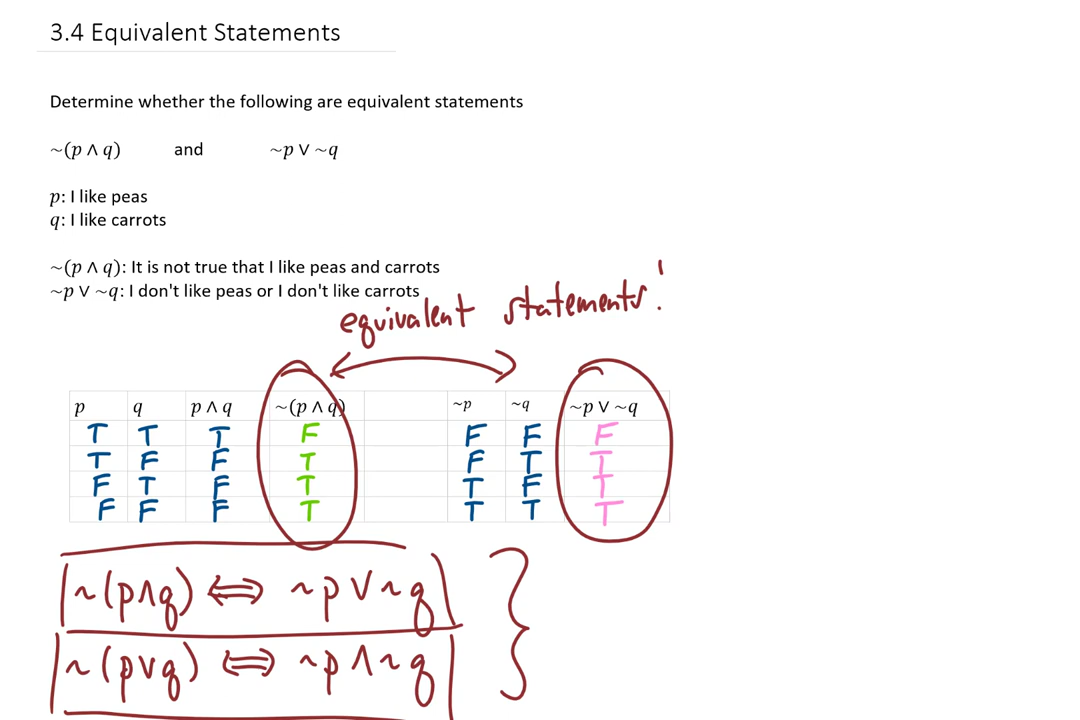 3.4 Equivalent Statements
Determine whether the following are equivalent statements
~(p ∧ q) and ~p ∨ ~q
p: I like peas
q: I like carrots
~(p ∧ q): It is not true that I like peas and carrots
~p ∨ ~q: I don't like peas or I don't like carrots
equivalent statements!
p q p ∧ q ~(p ∧ q) ~p ~q ~p ∨ ~q
T T T F F F F
T F F T F T T
F T F T T F T
F F F T T T T
~(p∧q) ⇔ ~p ∨ ~q
~(p∨q) ⇔ ~p ∧ ~q